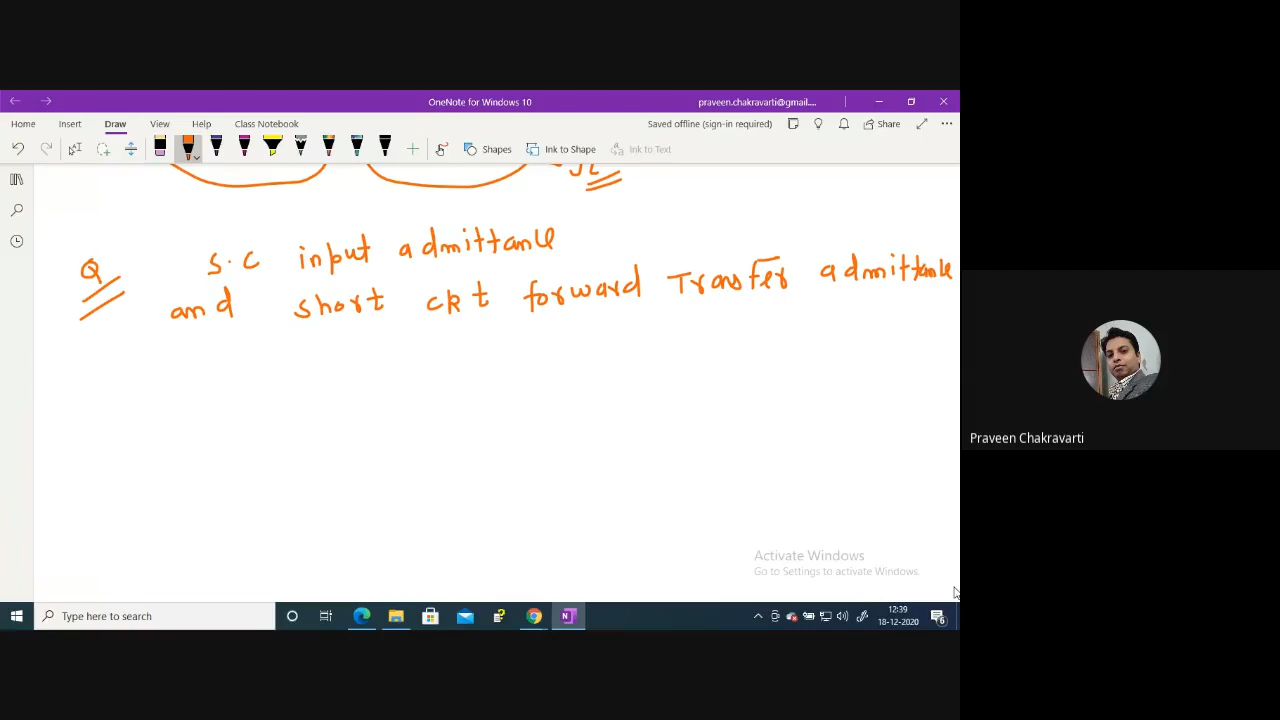 OneNote for Windows 10
praveen.chakravarti@gmail....
Home Insert Draw View Help Class Notebook
Saved offline (sign-in required)
Share
Shapes Ink to Shape Ink to Text
Q S.C input admittance
and short ckt forward Transfer admittance
Praveen Chakravarti
Activate Windows
Go to Settings to activate Windows.
Type here to search
12:39
18-12-2020
6